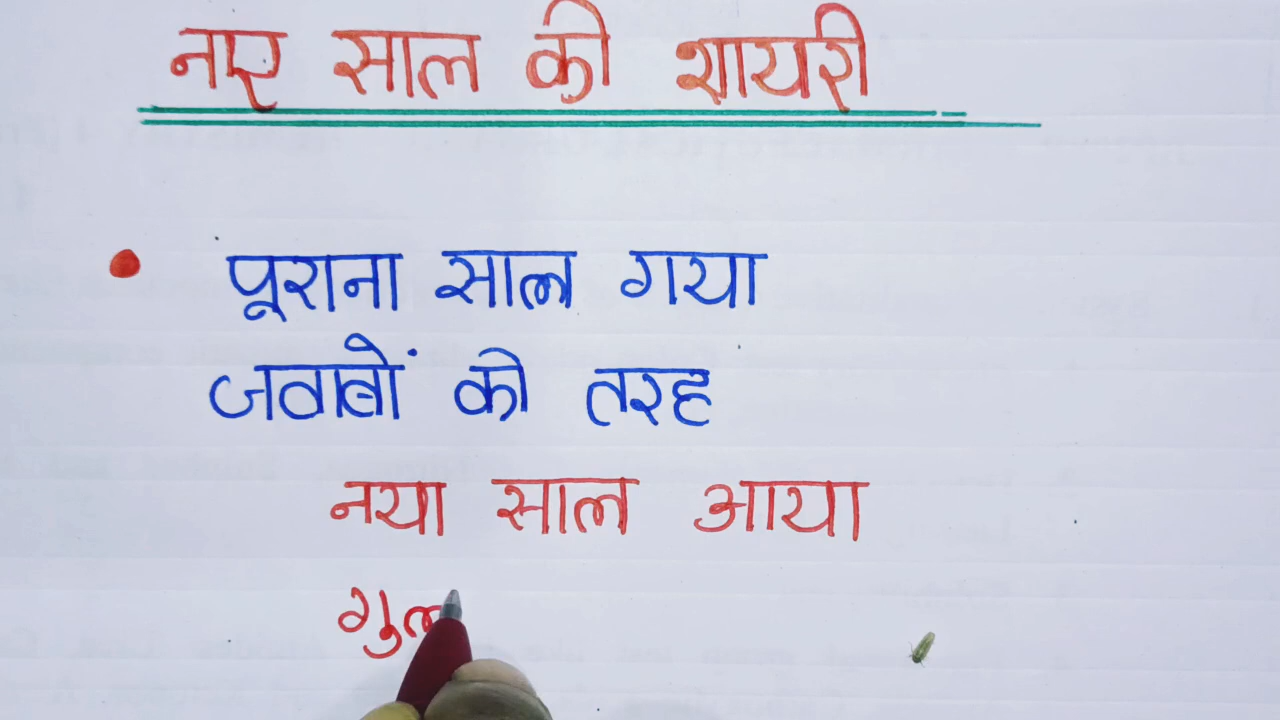 नए साल की शायरी
पूराना साल गया
जवाबों की तरह
नया साल आया
गुल